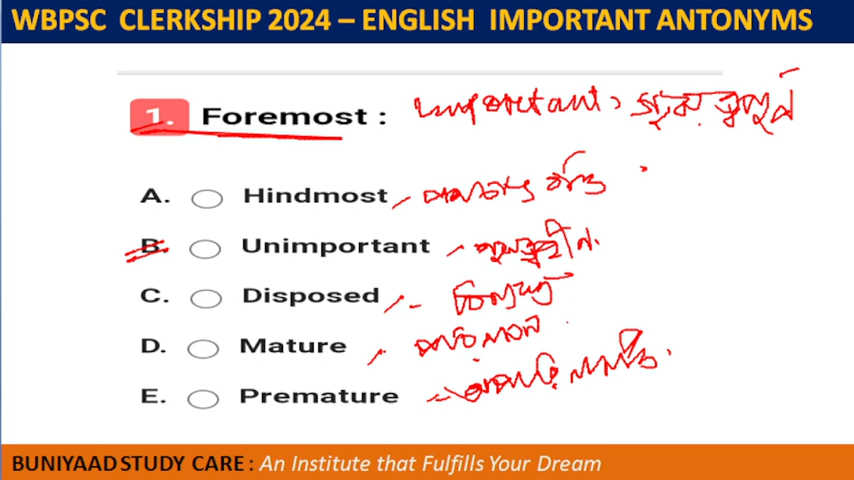 WBPSC CLERKSHIP 2024 – ENGLISH IMPORTANT ANTONYMS
1. Foremost : important,
A. Hindmost
B. Unimportant
C. Disposed
D. Mature
E. Premature
BUNIYAAD STUDY CARE : An Institute that Fulfills Your Dream